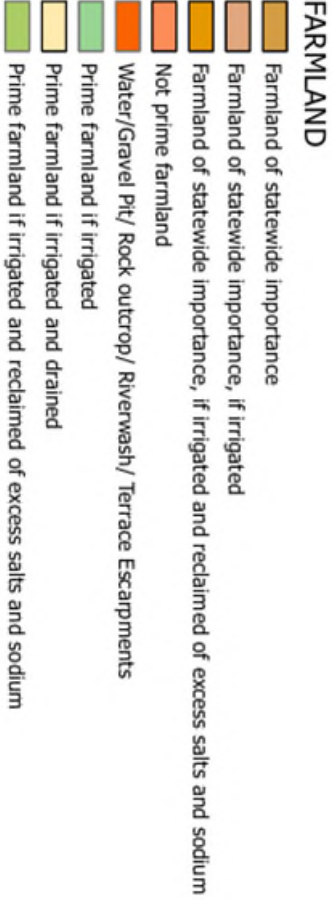 FARMLAND
Farmland of statewide importance
Farmland of statewide importance, if irrigated
Farmland of statewide importance, if irrigated and reclaimed of excess salts and sodium
Not prime farmland
Water/Gravel Pit/ Rock outcrop/ Riverwash/ Terrace Escarpments
Prime farmland if irrigated
Prime farmland if irrigated and drained
Prime farmland if irrigated and reclaimed of excess salts and sodium